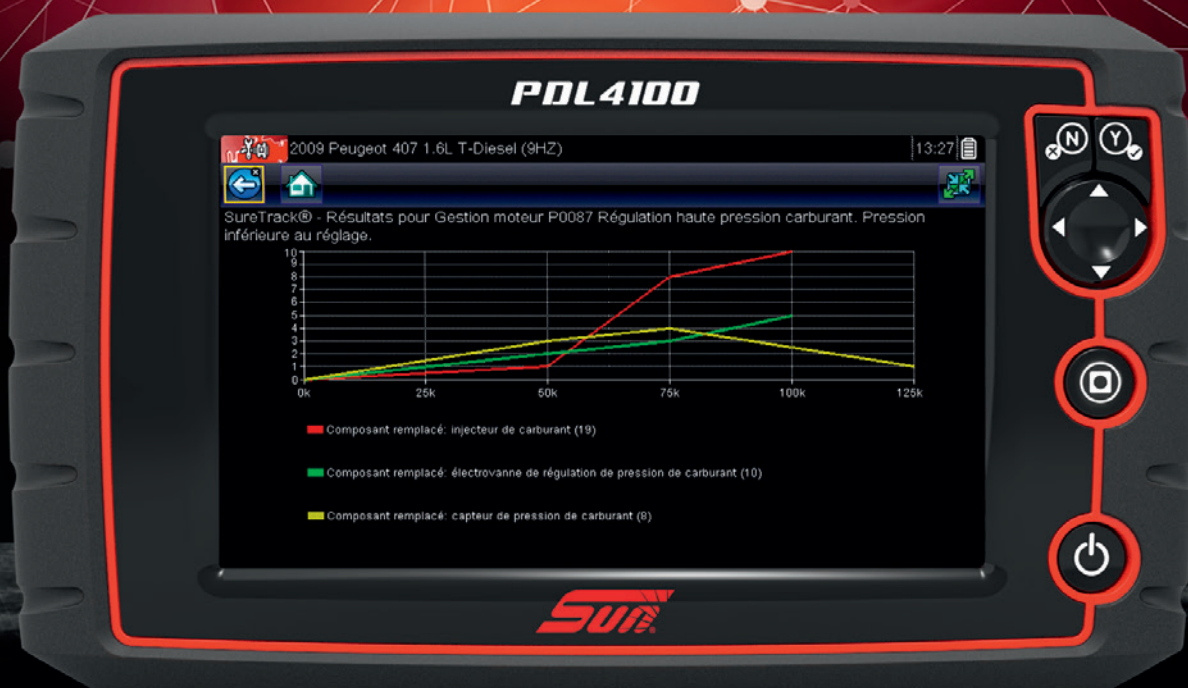 PDL4100
2009 Peugeot 407 1.6L T-Diesel (9HZ)
13:27
N
Y
SureTrack® - Résultats pour Gestion moteur P0087 Régulation haute pression carburant. Pression
inférieure au réglage.
10
9
8
7
6
5
4
3
2
1
0
0k 25k 50k 75k 100k 125k
Composant remplacé: injecteur de carburant (19)
Composant remplacé: électrovanne de régulation de pression de carburant (10)
Composant remplacé: capteur de pression de carburant (8)
Sun